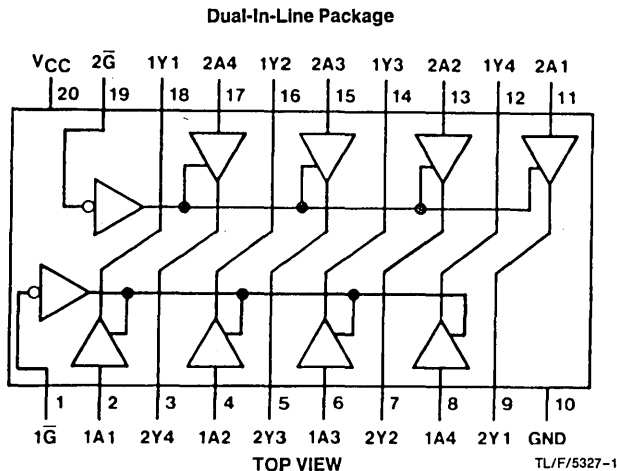 Dual-In-Line Package
VCC 2G̅ 1Y1 2A4 1Y2 2A3 1Y3 2A2 1Y4 2A1
20 19 18 17 16 15 14 13 12 11
1 2 3 4 5 6 7 8 9 10
1G̅ 1A1 2Y4 1A2 2Y3 1A3 2Y2 1A4 2Y1 GND
TOP VIEW
TL/F/5327-1